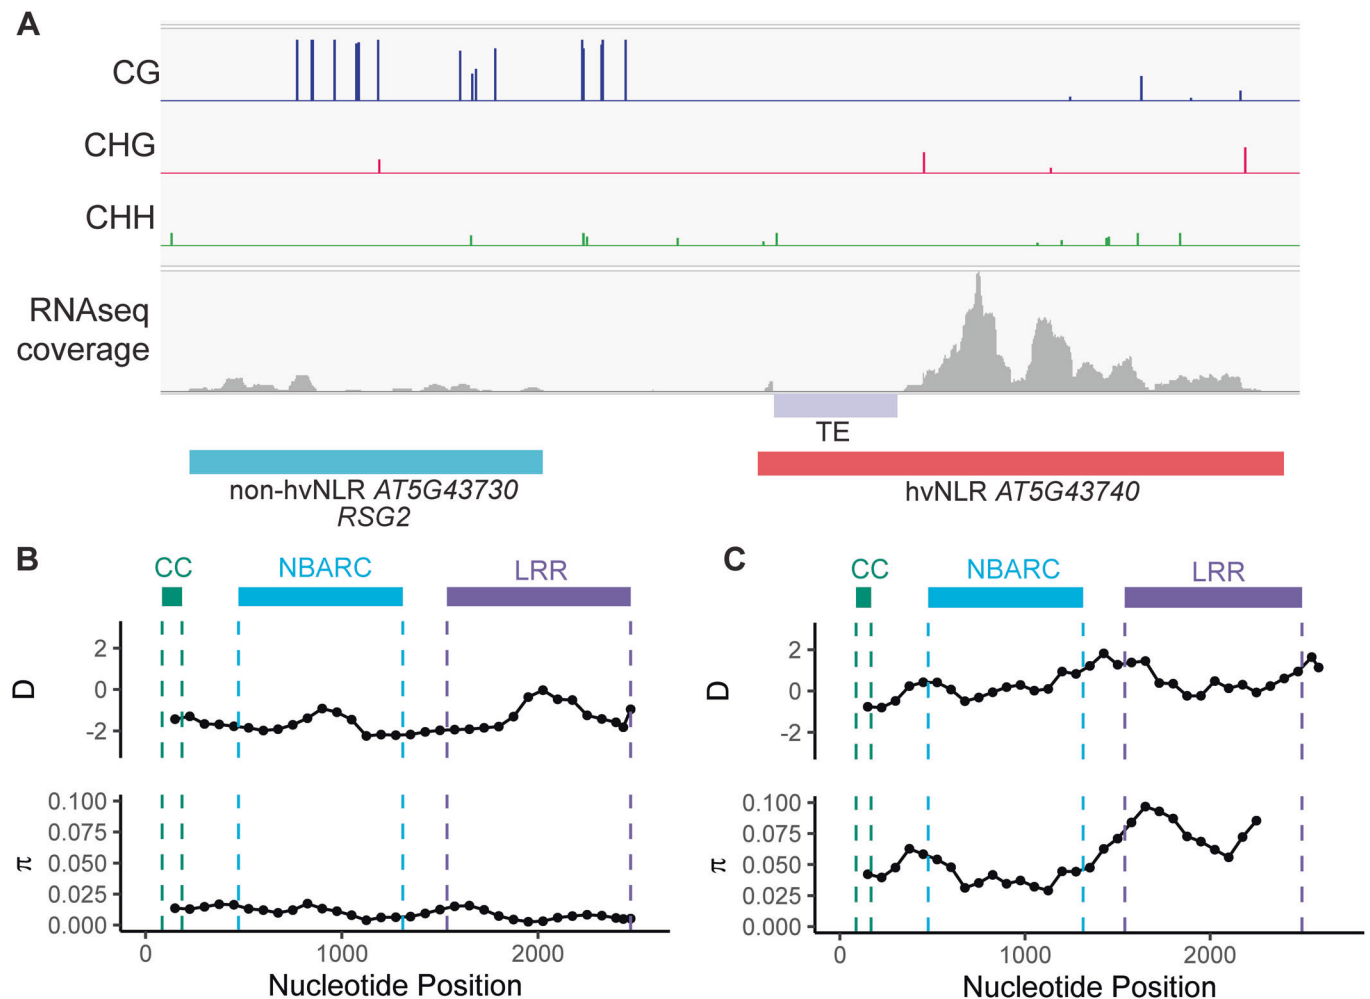 A
CG
CHG
CHH
RNAseq
coverage
TE
non-hvNLR AT5G43730
RSG2
hvNLR AT5G43740
B
CC
NBARC
LRR
D
2
0
-2
π
0.100
0.075
0.050
0.025
0.000
0
1000
2000
Nucleotide Position
C
CC
NBARC
LRR
D
2
0
-2
π
0.100
0.075
0.050
0.025
0.000
0
1000
2000
Nucleotide Position